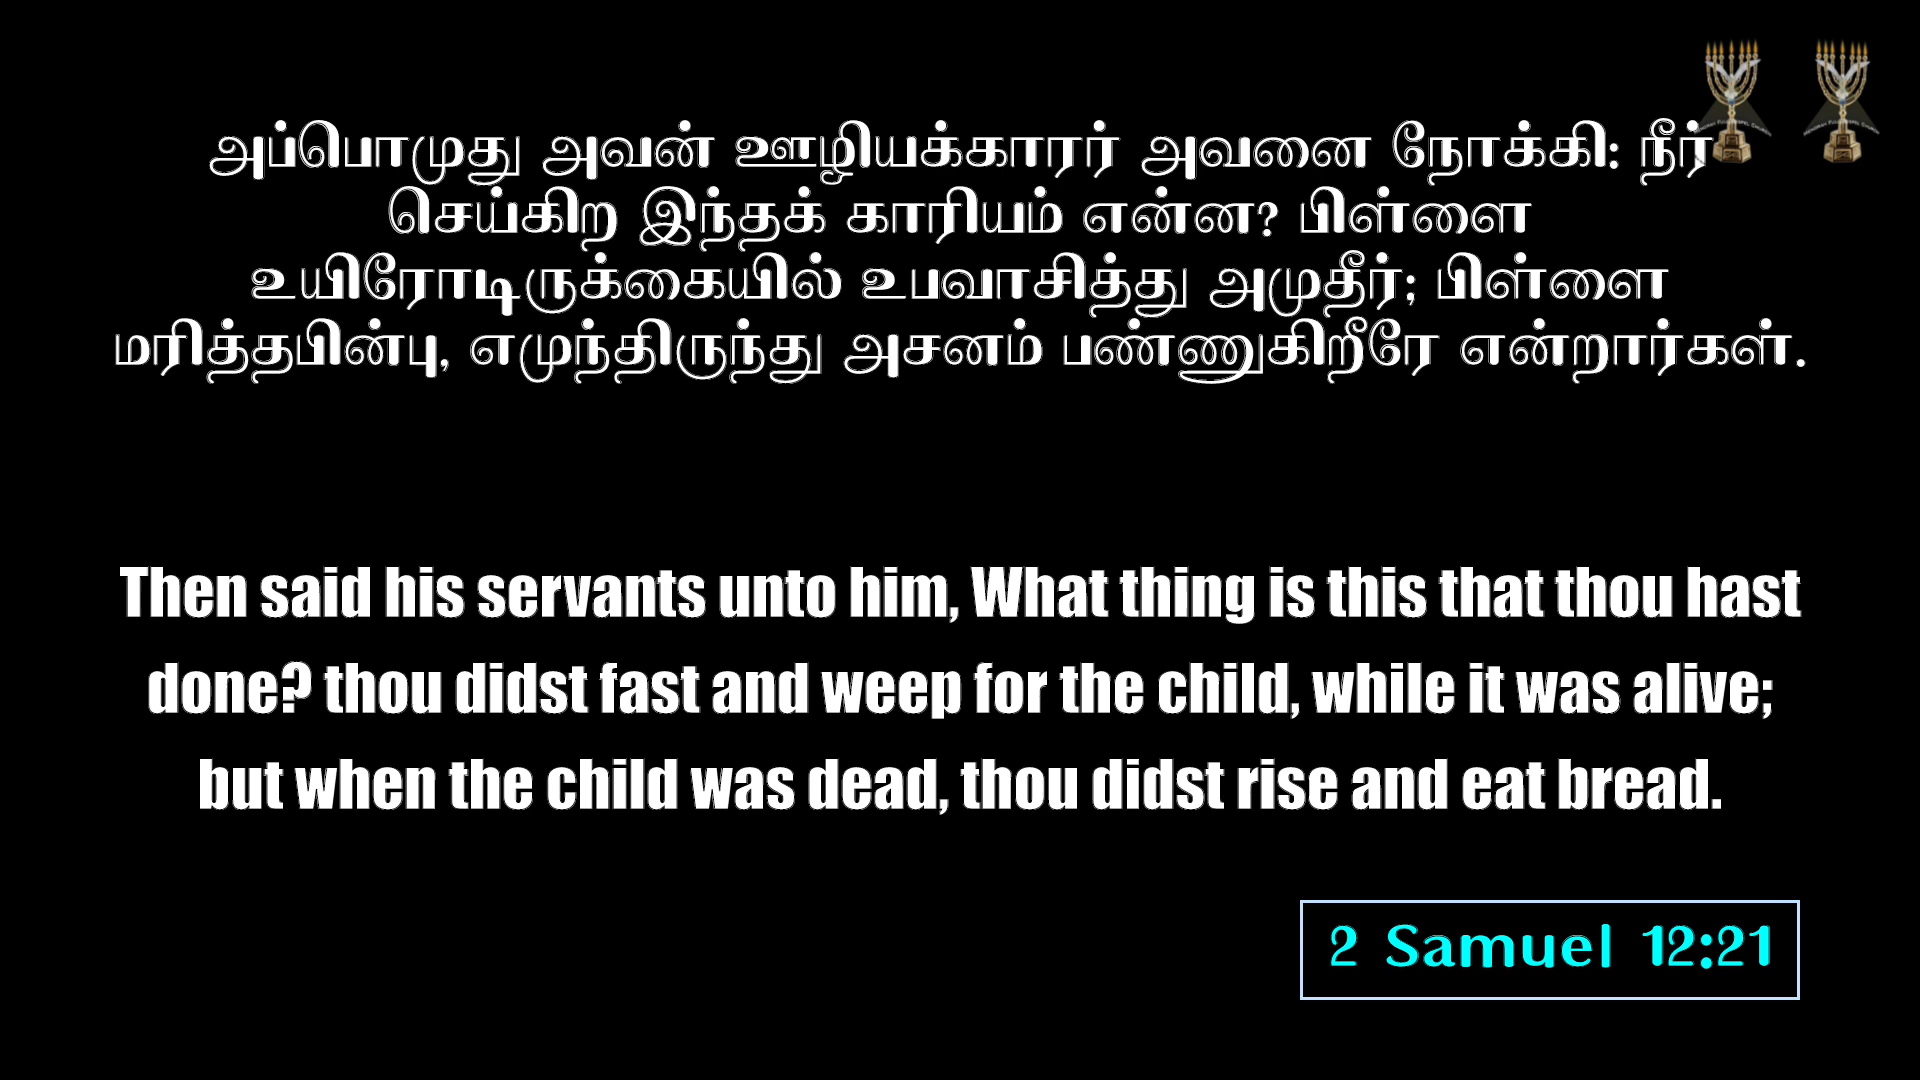 அப்பொழுது அவன் ஊழியக்காரர் அவனை நோக்கி: நீர்
செய்கிற இந்தக் காரியம் என்ன? பிள்ளை
உயிரோடிருக்கையில் உபவாசித்து அழுதீர்; பிள்ளை
மரித்தபின்பு, எழுந்திருந்து அசனம் பண்ணுகிறீரே என்றார்கள்.
Then said his servants unto him, What thing is this that thou hast
done? thou didst fast and weep for the child, while it was alive;
but when the child was dead, thou didst rise and eat bread.
2 Samuel 12:21